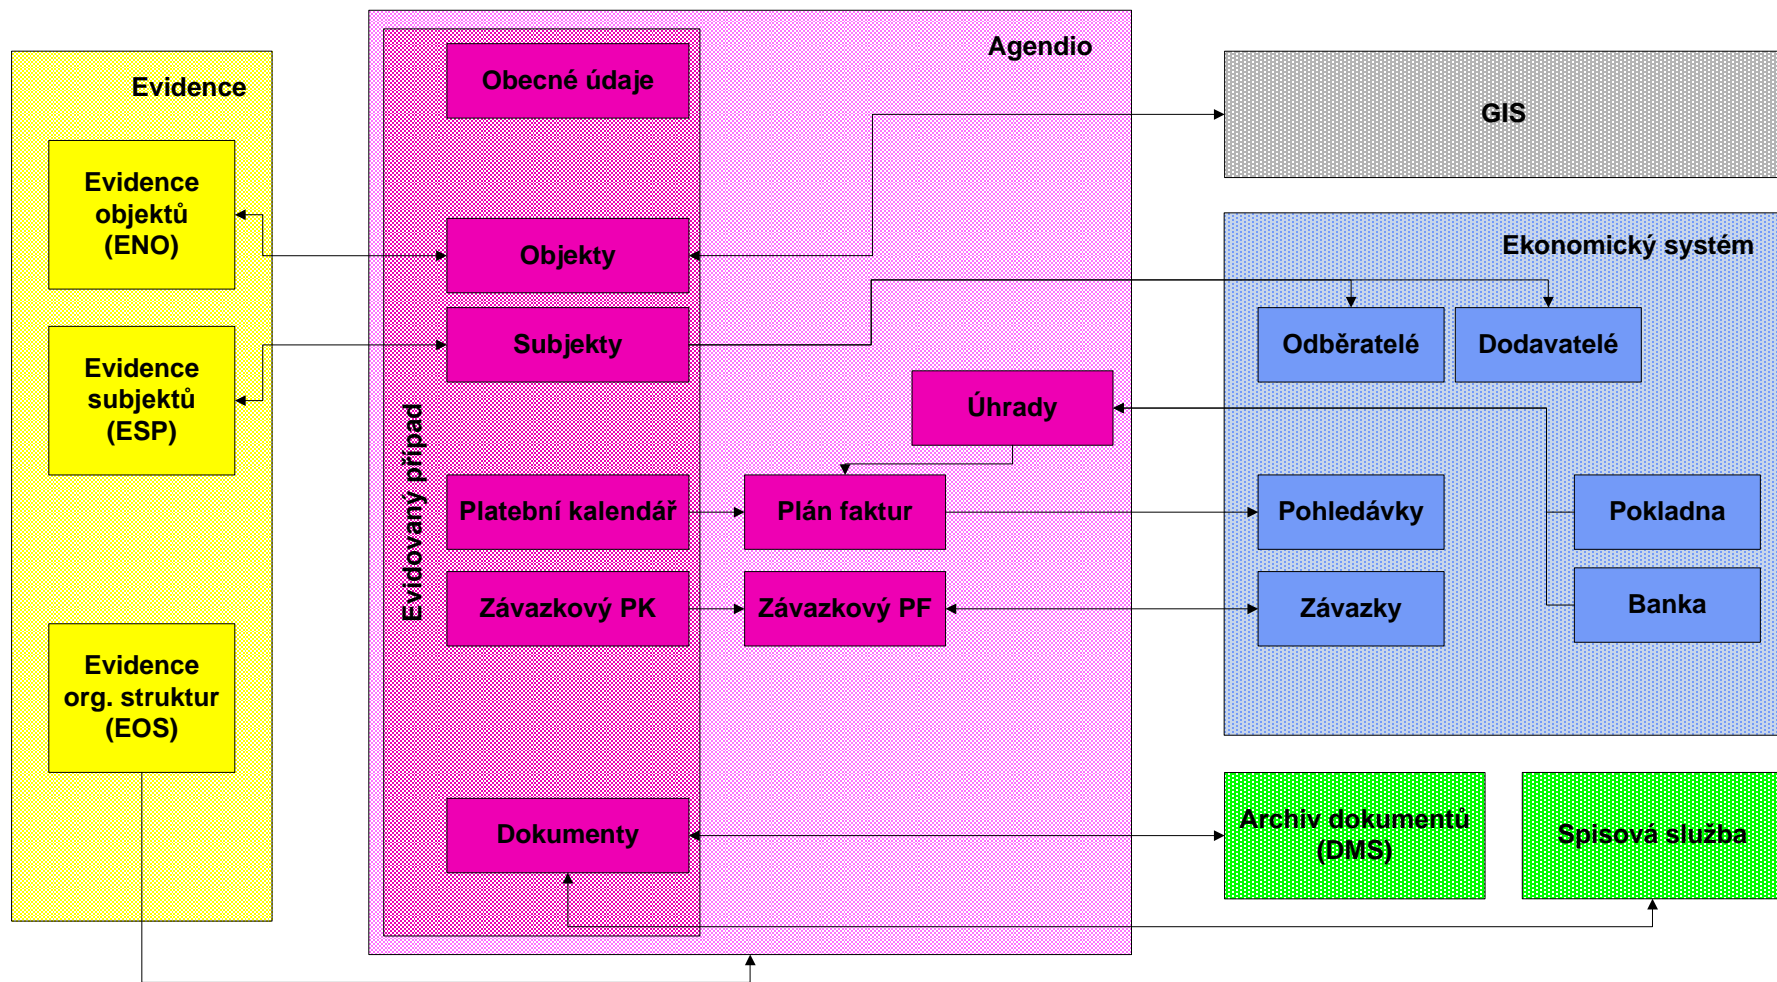 Evidence
Evidence
objektů
(ENO)
Evidence
subjektů
(ESP)
Evidence
org. struktur
(EOS)
Agendio
Evidovaný případ
Obecné údaje
Objekty
Subjekty
Úhrady
Platební kalendář
Plán faktur
Závazkový PK
Závazkový PF
Dokumenty
GIS
Ekonomický systém
Odběratelé
Dodavatelé
Pohledávky
Pokladna
Závazky
Banka
Archiv dokumentů
(DMS)
Spisová služba